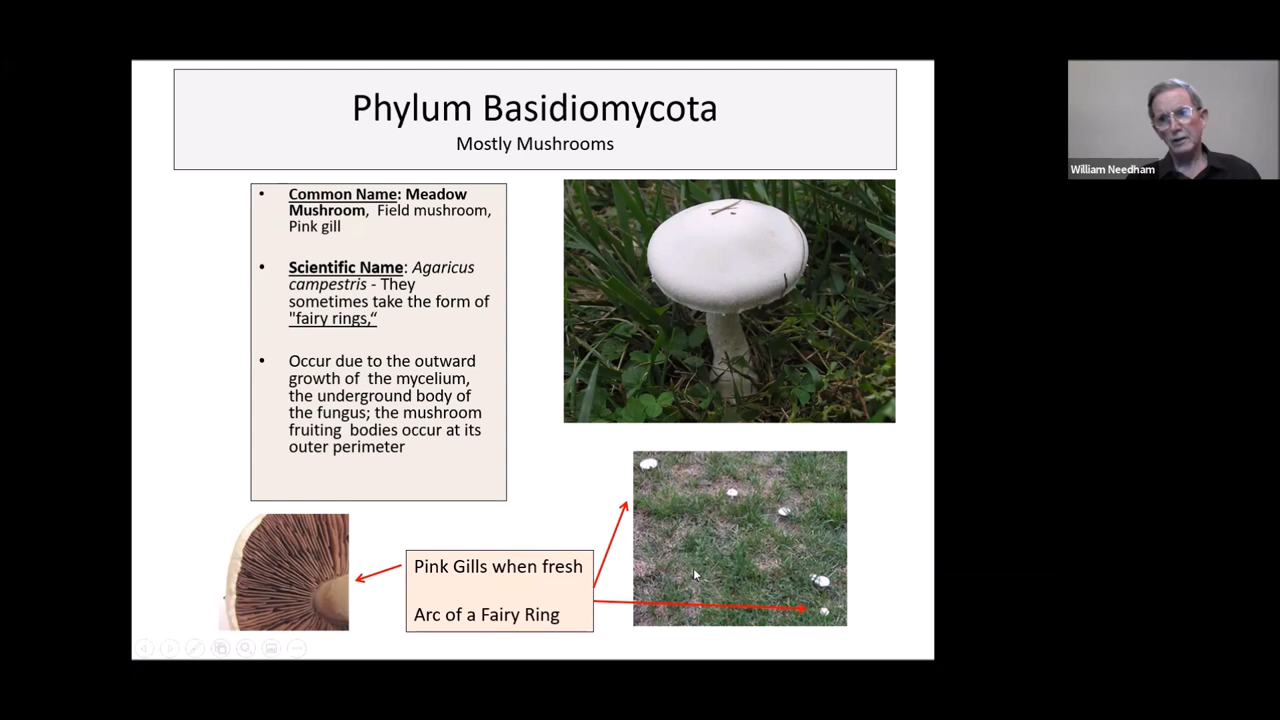 Phylum Basidiomycota
Mostly Mushrooms
• Common Name: Meadow
Mushroom, Field mushroom,
Pink gill
• Scientific Name: Agaricus
campestris - They
sometimes take the form of
"fairy rings,“
• Occur due to the outward
growth of the mycelium,
the underground body of
the fungus; the mushroom
fruiting bodies occur at its
outer perimeter
Pink Gills when fresh
Arc of a Fairy Ring
William Needham